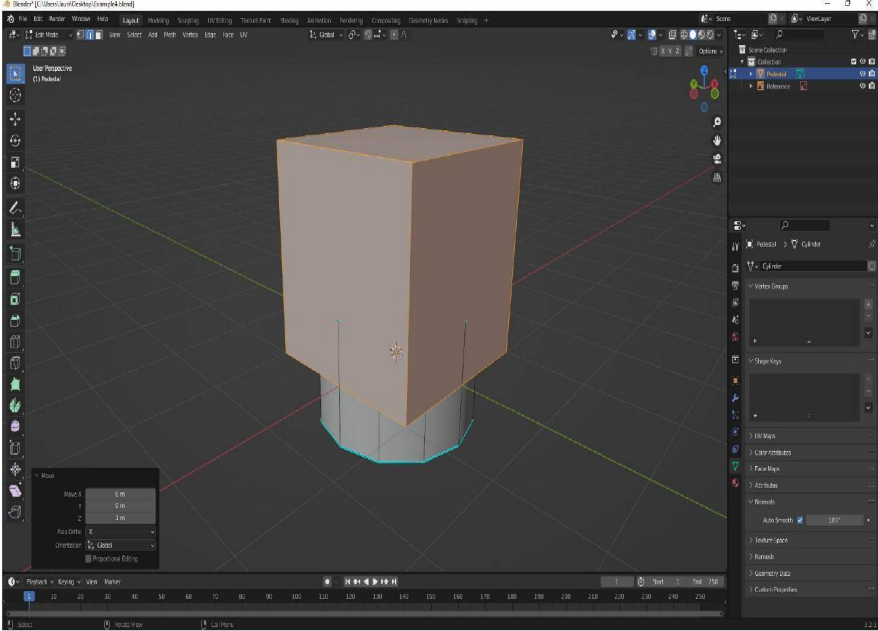 Blender* [C:\Users\lauri\Desktop\Example4.blend]
File Edit Render Window Help Layout Modeling Sculpting UV Editing Texture Paint Shading Animation Rendering Compositing Geometry Nodes Scripting + Scene ViewLayer
Edit Mode View Select Add Mesh Vertex Edge Face UV Global
X Y Z Options
User Perspective
(1) Pedestal
Scene Collection
Collection
Pedestal
Reference
Z
Pedestal > Cylinder
Cylinder
Vertex Groups
Shape Keys
UV Maps
Color Attributes
Face Maps
Attributes
Normals
Auto Smooth 180°
Texture Space
Remesh
Geometry Data
Custom Properties
Move
Move X 0 m
Y 0 m
Z 3 m
Axis Ortho X
Orientation Global
Proportional Editing
Playback Keying View Marker 1 Start 1 End 250
10 20 30 40 50 60 70 80 90 100 110 120 130 140 150 160 170 180 190 200 210 220 230 240 250
Select Rotate View Call Menu 3.2.1